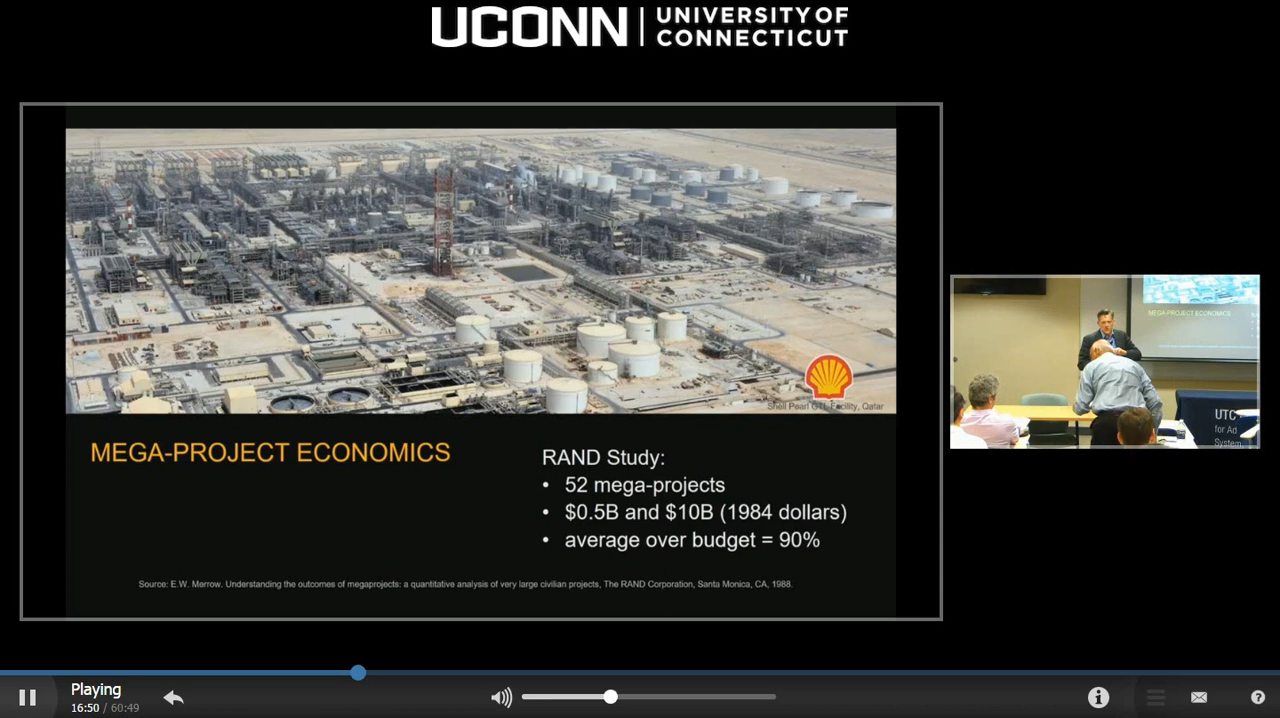 UCONN
UNIVERSITY OF
CONNECTICUT
Shell Pearl GTL Facility, Qatar
MEGA-PROJECT ECONOMICS
RAND Study:
• 52 mega-projects
• $0.5B and $10B (1984 dollars)
• average over budget = 90%
Source: E.W. Merrow. Understanding the outcomes of megaprojects: a quantitative analysis of very large civilian projects, The RAND Corporation, Santa Monica, CA, 1988.
MEGA-PROJECT ECONOMICS
UTC
for Ad
System
Playing
16:50 / 60:49